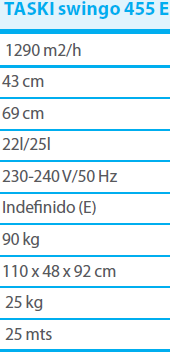 TASKI swingo 455 E
1290 m2/h
43 cm
69 cm
22l/25l
230-240 V/50 Hz
Indefinido (E)
90 kg
110 x 48 x 92 cm
25 kg
25 mts